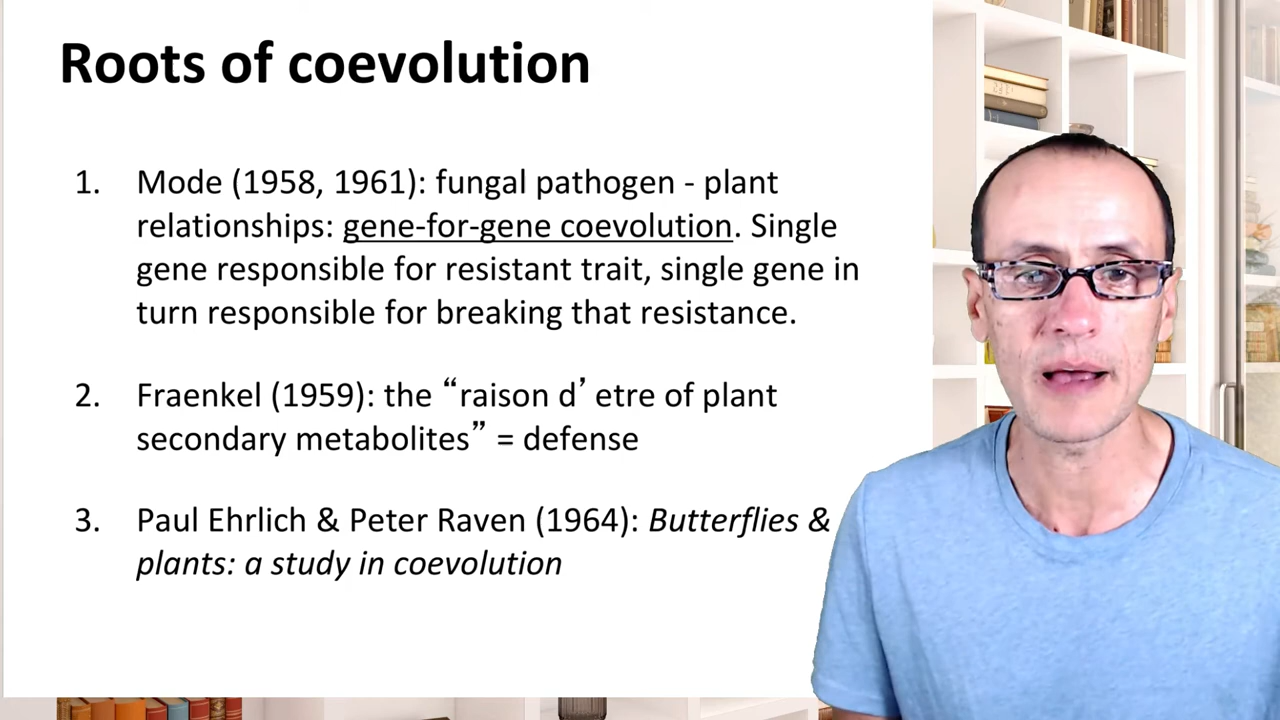 Roots of coevolution
1. Mode (1958, 1961): fungal pathogen - plant
relationships: gene-for-gene coevolution. Single
gene responsible for resistant trait, single gene in
turn responsible for breaking that resistance.
2. Fraenkel (1959): the “raison d’ etre of plant
secondary metabolites” = defense
3. Paul Ehrlich & Peter Raven (1964): Butterflies &
plants: a study in coevolution